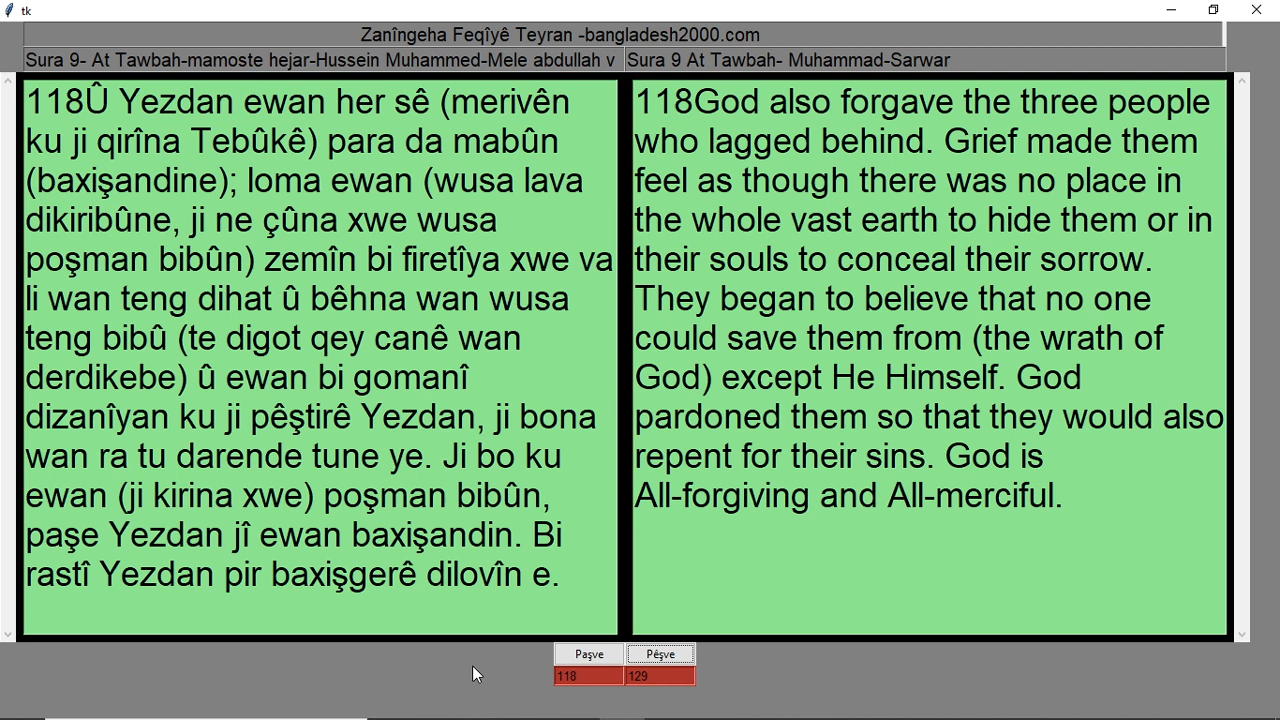 tk
Zanîngeha Feqîyê Teyran -bangladesh2000.com
Sura 9- At Tawbah-mamoste hejar-Hussein Muhammed-Mele abdullah v
Sura 9 At Tawbah- Muhammad-Sarwar
118Û Yezdan ewan her sê (merivên
ku ji qirîna Tebûkê) para da mabûn
(baxişandine); loma ewan (wusa lava
dikiribûne, ji ne çûna xwe wusa
poşman bibûn) zemîn bi firetîya xwe va
li wan teng dihat û bêhna wan wusa
teng bibû (te digot qey canê wan
derdikebe) û ewan bi gomanî
dizanîyan ku ji pêştirê Yezdan, ji bona
wan ra tu darende tune ye. Ji bo ku
ewan (ji kirina xwe) poşman bibûn,
paşe Yezdan jî ewan baxişandin. Bi
rastî Yezdan pir baxişgerê dilovîn e.
118God also forgave the three people
who lagged behind. Grief made them
feel as though there was no place in
the whole vast earth to hide them or in
their souls to conceal their sorrow.
They began to believe that no one
could save them from (the wrath of
God) except He Himself. God
pardoned them so that they would also
repent for their sins. God is
All-forgiving and All-merciful.
Paşve
Pêşve
118
129